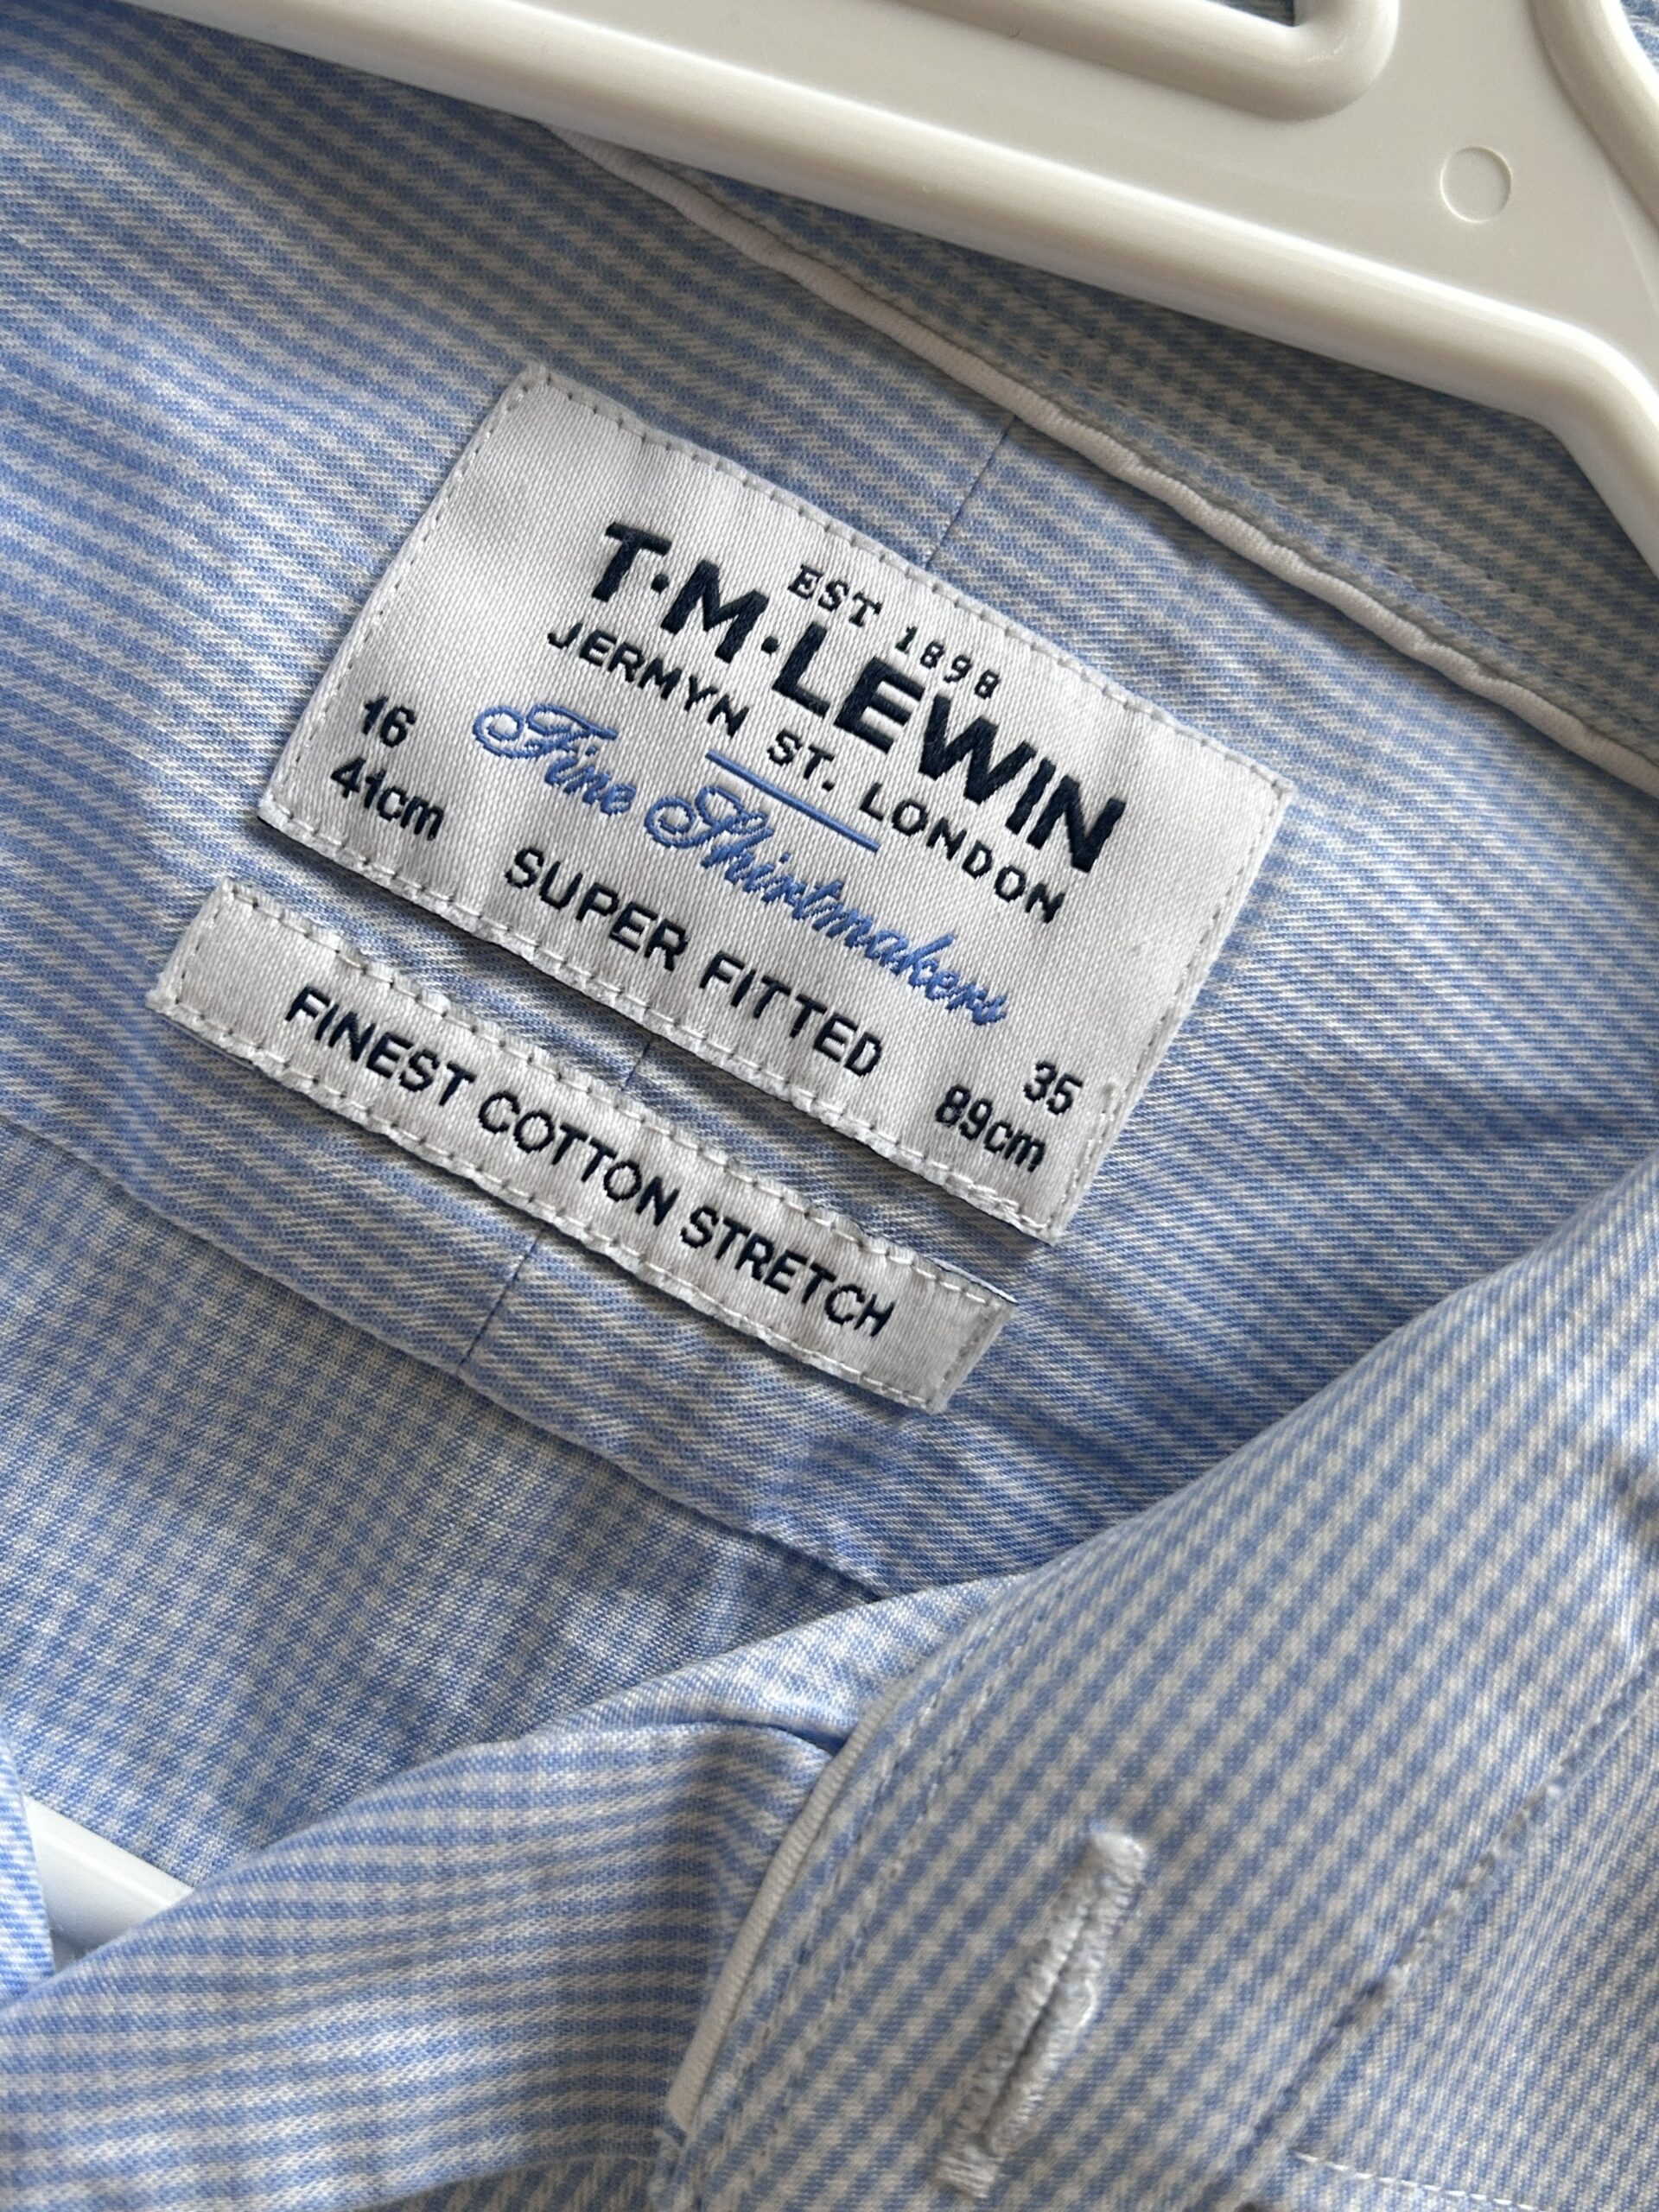 EST 1898
T·M·LEWIN
JERMYN ST. LONDON
Fine Shirtmakers
16
41cm
SUPER FITTED
35
89cm
FINEST COTTON STRETCH